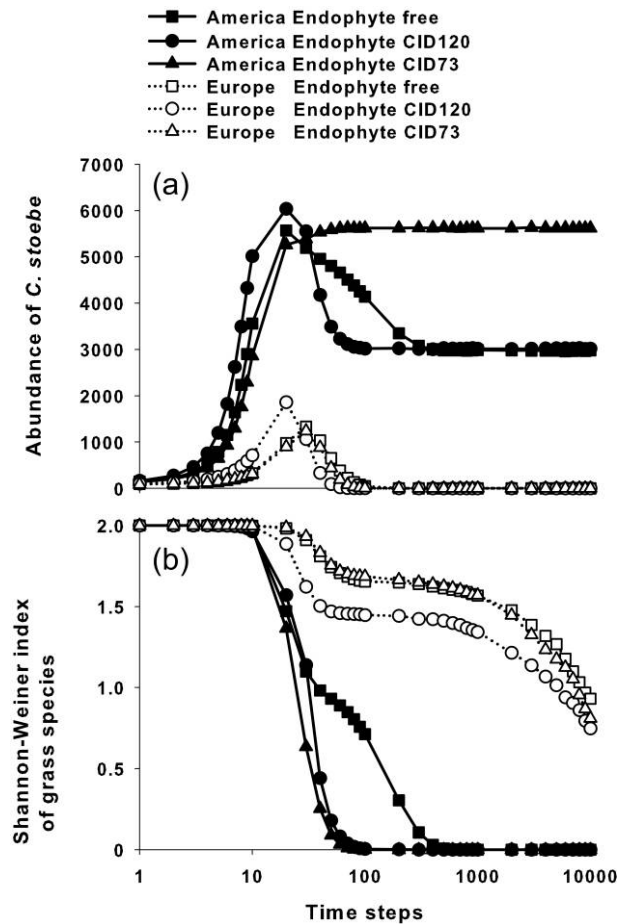 America Endophyte free
America Endophyte CID120
America Endophyte CID73
Europe Endophyte free
Europe Endophyte CID120
Europe Endophyte CID73
(a)
Abundance of C. stoebe
7000
6000
5000
4000
3000
2000
1000
0
(b)
Shannon-Weiner index
of grass species
2.0
1.5
1.0
0.5
0
1 10 100 1000 10000
Time steps